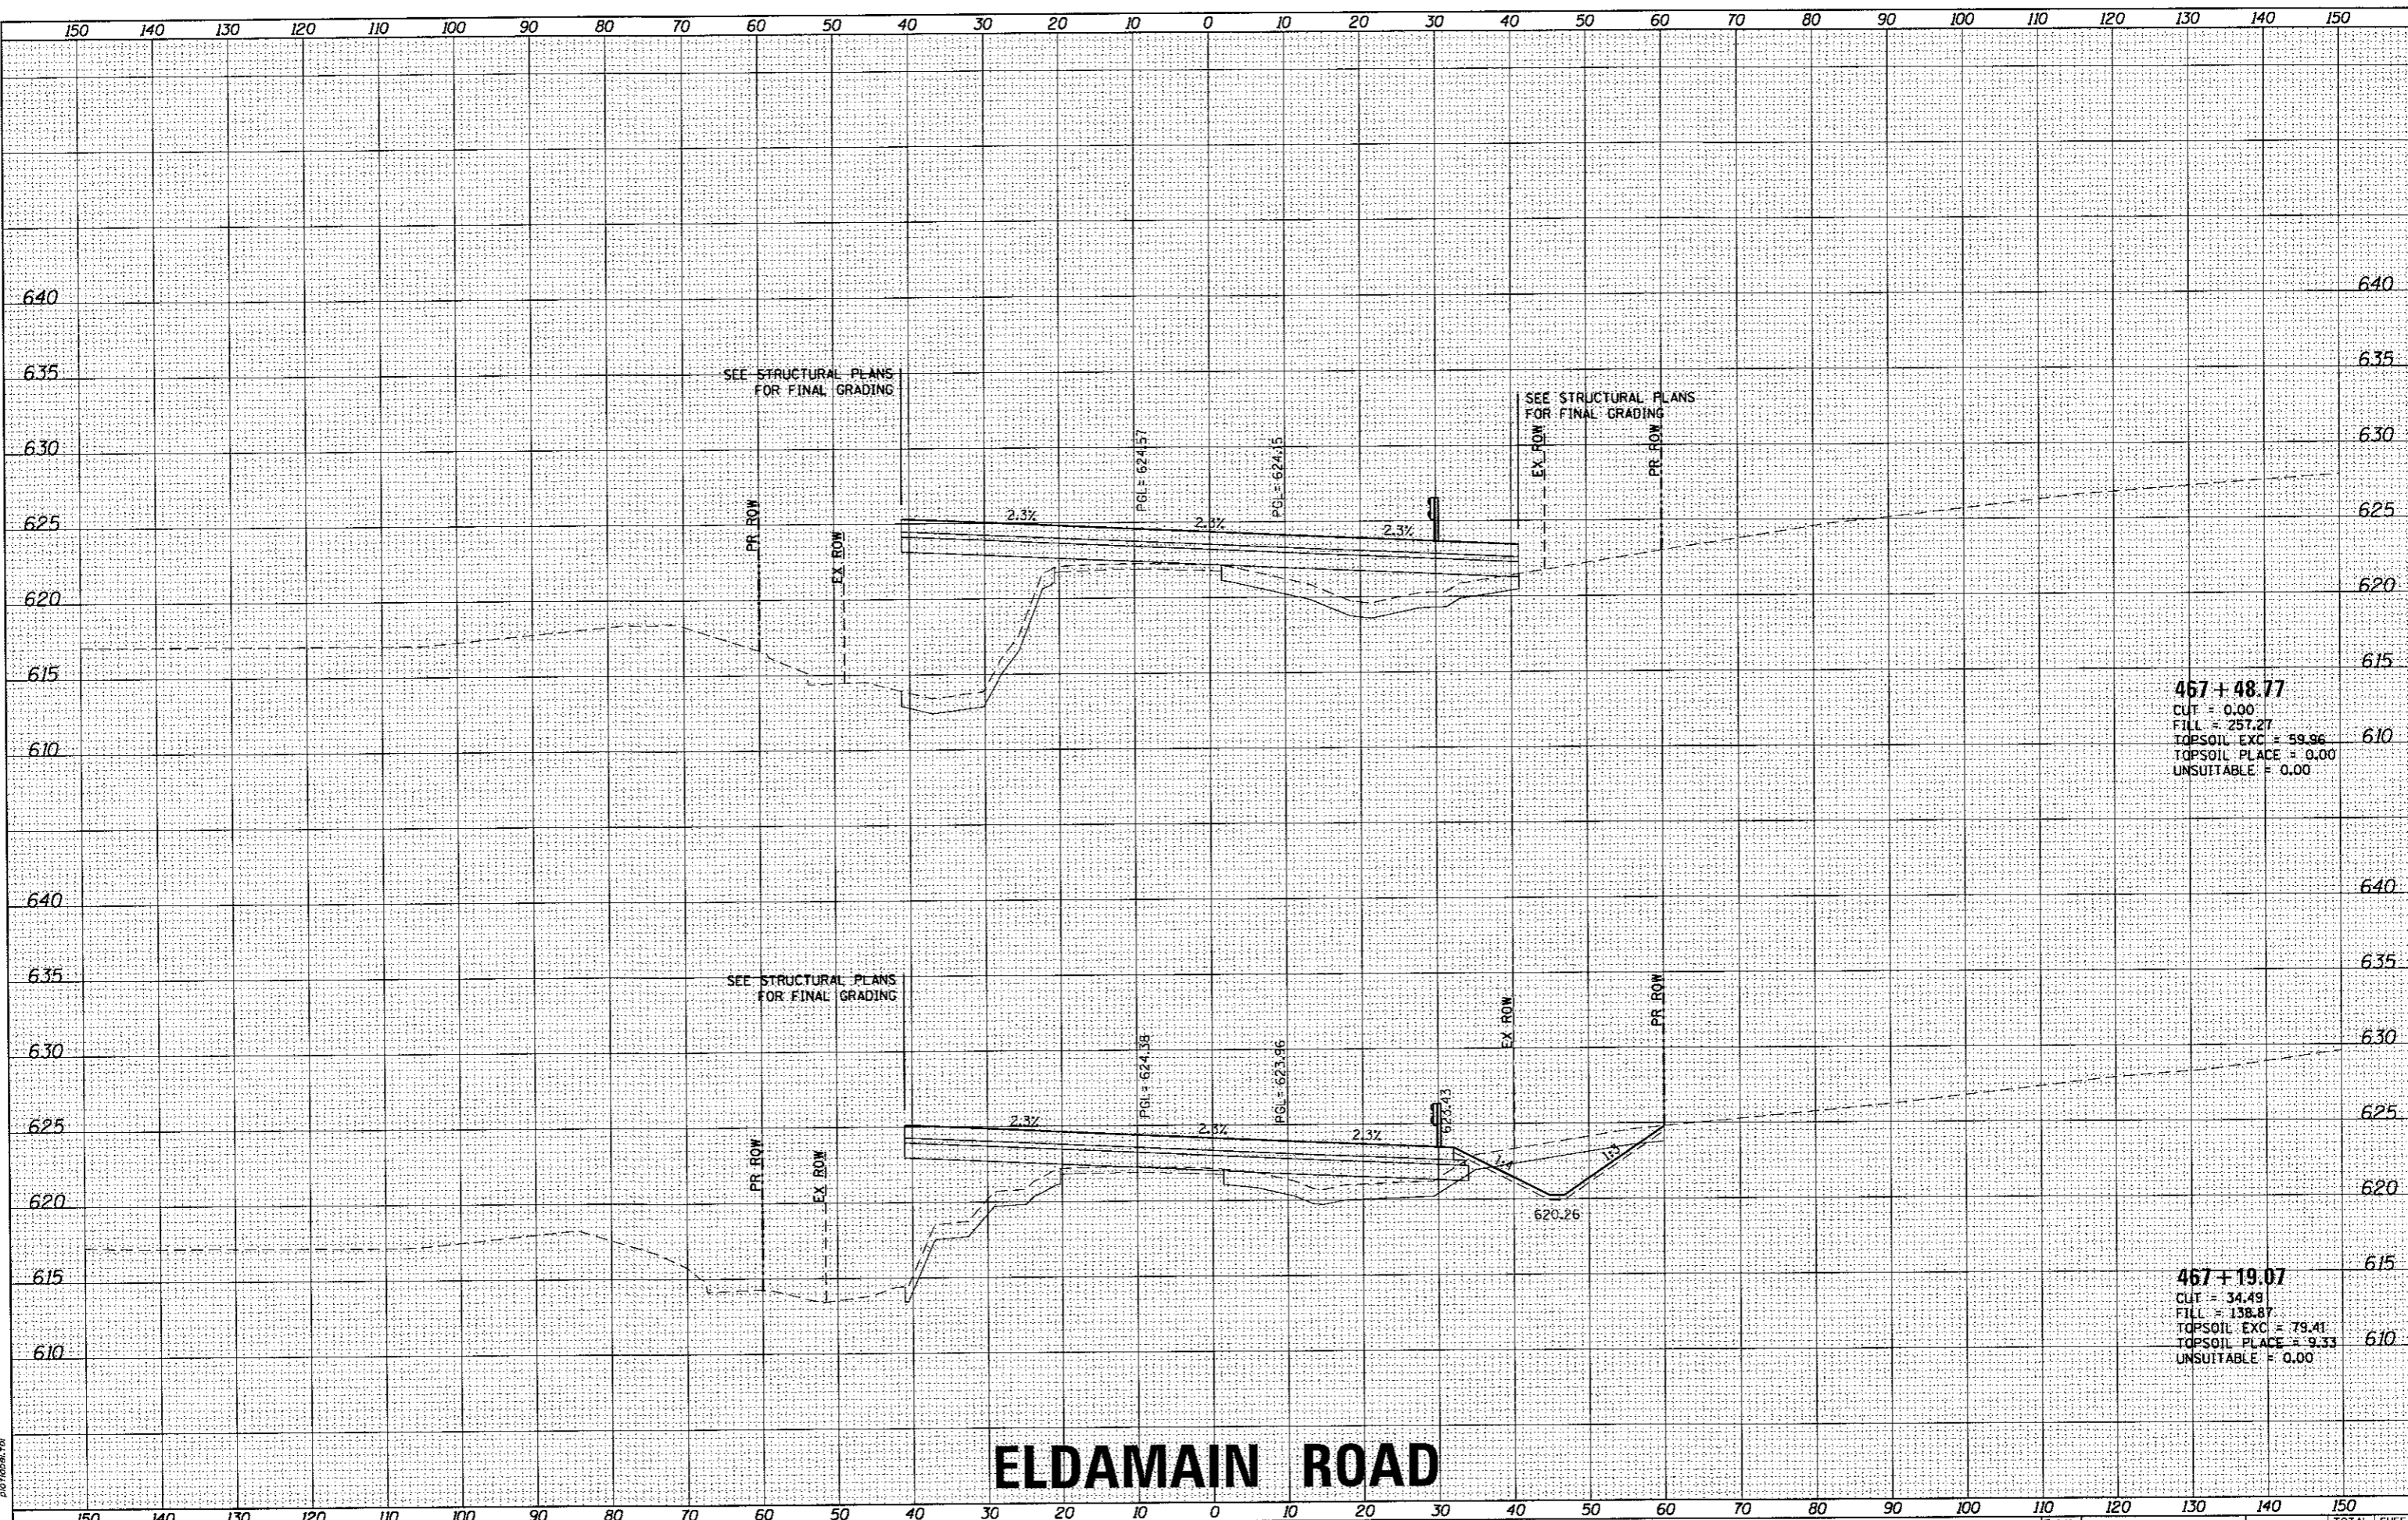 150 140 130 120 110 100 90 80 70 60 50 40 30 20 10 0 10 20 30 40 50 60 70 80 90 100 110 120 130 140 150
640 640
635 635
SEE STRUCTURAL PLANS
FOR FINAL GRADING
SEE STRUCTURAL PLANS
FOR FINAL GRADING
630 630
PGL = 624.57
PGL = 624.15
EX ROW
PR ROW
625 625
PR ROW
EX ROW
2.3%
2.3%
2.3%
620 620
615 615
467 + 48.77
CUT = 0.00
FILL = 257.27
TOPSOIL EXC = 59.96
TOPSOIL PLACE = 0.00
UNSUITABLE = 0.00
610 610
640 640
635 635
SEE STRUCTURAL PLANS
FOR FINAL GRADING
EX ROW
PR ROW
630 630
PGL = 624.38
PGL = 623.96
623.43
625 625
PR ROW
EX ROW
2.3%
2.3%
2.3%
1:4
1:3
620 620
620.26
615 615
467 + 19.07
CUT = 34.49
FILL = 138.87
TOPSOIL EXC = 79.41
TOPSOIL PLACE = 9.33
UNSUITABLE = 0.00
610 610
ELDAMAIN ROAD
150 140 130 120 110 100 90 80 70 60 50 40 30 20 10 0 10 20 30 40 50 60 70 80 90 100 110 120 130 140 150